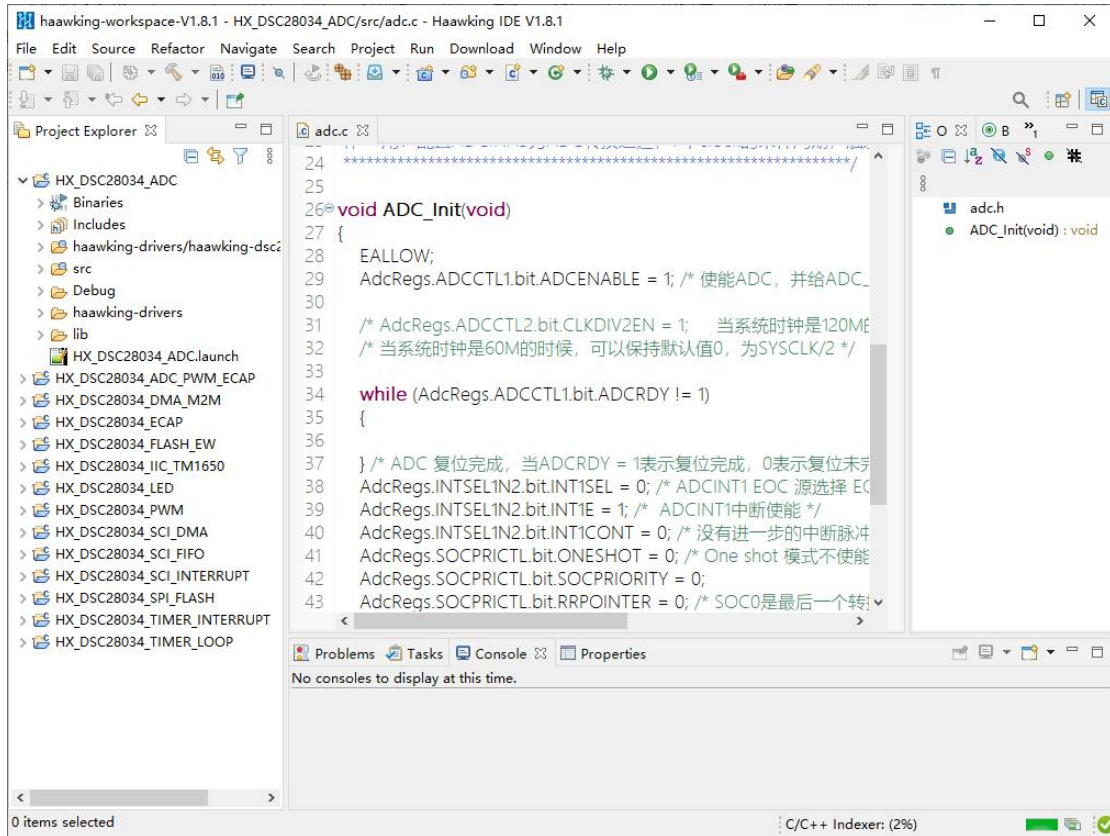 haawking-workspace-V1.8.1 - HX_DSC28034_ADC/src/adc.c - Haawking IDE V1.8.1
File Edit Source Refactor Navigate Search Project Run Download Window Help
Project Explorer
HX_DSC28034_ADC
Binaries
Includes
haawking-drivers/haawking-dsc2
src
Debug
haawking-drivers
lib
HX_DSC28034_ADC.launch
HX_DSC28034_ADC_PWM_ECAP
HX_DSC28034_DMA_M2M
HX_DSC28034_ECAP
HX_DSC28034_FLASH_EW
HX_DSC28034_IIC_TM1650
HX_DSC28034_LED
HX_DSC28034_PWM
HX_DSC28034_SCI_DMA
HX_DSC28034_SCI_FIFO
HX_DSC28034_SCI_INTERRUPT
HX_DSC28034_SPI_FLASH
HX_DSC28034_TIMER_INTERRUPT
HX_DSC28034_TIMER_LOOP
adc.c
24 ******************************************************************/
25
26 void ADC_Init(void)
27 {
28 EALLOW;
29 AdcRegs.ADCCTL1.bit.ADCENABLE = 1; /* 使能ADC，并给ADC_
30
31 /* AdcRegs.ADCCTL2.bit.CLKDIV2EN = 1; 当系统时钟是120M
32 /* 当系统时钟是60M的时候，可以保持默认值0，为SYSCLK/2 */
33
34 while (AdcRegs.ADCCTL1.bit.ADCRDY != 1)
35 {
36
37 } /* ADC 复位完成，当ADCRDY = 1表示复位完成，0表示复位未完
38 AdcRegs.INTSEL1N2.bit.INT1SEL = 0; /* ADCINT1 EOC 源选择 EO
39 AdcRegs.INTSEL1N2.bit.INT1E = 1; /* ADCINT1中断使能 */
40 AdcRegs.INTSEL1N2.bit.INT1CONT = 0; /* 没有进一步的中断脉冲
41 AdcRegs.SOCPRICTL.bit.ONESHOT = 0; /* One shot 模式不使能
42 AdcRegs.SOCPRICTL.bit.SOCPRIORITY = 0;
43 AdcRegs.SOCPRICTL.bit.RRPOINTER = 0; /* SOC0是最后一个转
O
B
adc.h
ADC_Init(void) : void
Problems Tasks Console Properties
No consoles to display at this time.
0 items selected
C/C++ Indexer: (2%)